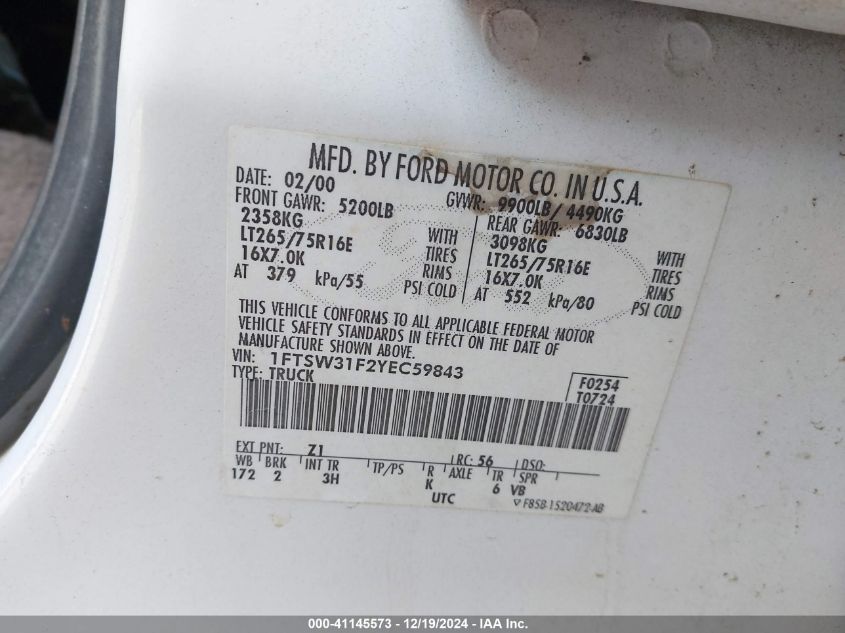 MFD. BY FORD MOTOR CO. IN U.S.A.
DATE: 02/00 GVWR: 9900LB/ 4490KG
FRONT GAWR: 5200LB REAR GAWR: 6830LB
2358KG WITH 3098KG WITH
LT265/75R16E TIRES LT265/75R16E TIRES
16X7.0K RIMS 16X7.0K RIMS
AT 379 kPa/55 PSI COLD AT 552 kPa/80 PSI COLD
THIS VEHICLE CONFORMS TO ALL APPLICABLE FEDERAL MOTOR
VEHICLE SAFETY STANDARDS IN EFFECT ON THE DATE OF
MANUFACTURE SHOWN ABOVE.
VIN: 1FTSW31F2YEC59843
TYPE: TRUCK
F0254
T0724
EXT PNT: Z1 RC: 56 DSO:
WB BRK INT TR TP/PS R AXLE TR SPR
172 2 3H K 6 VB
UTC F85B-1520472-AB
000-41145573 - 12/19/2024 - IAA Inc.